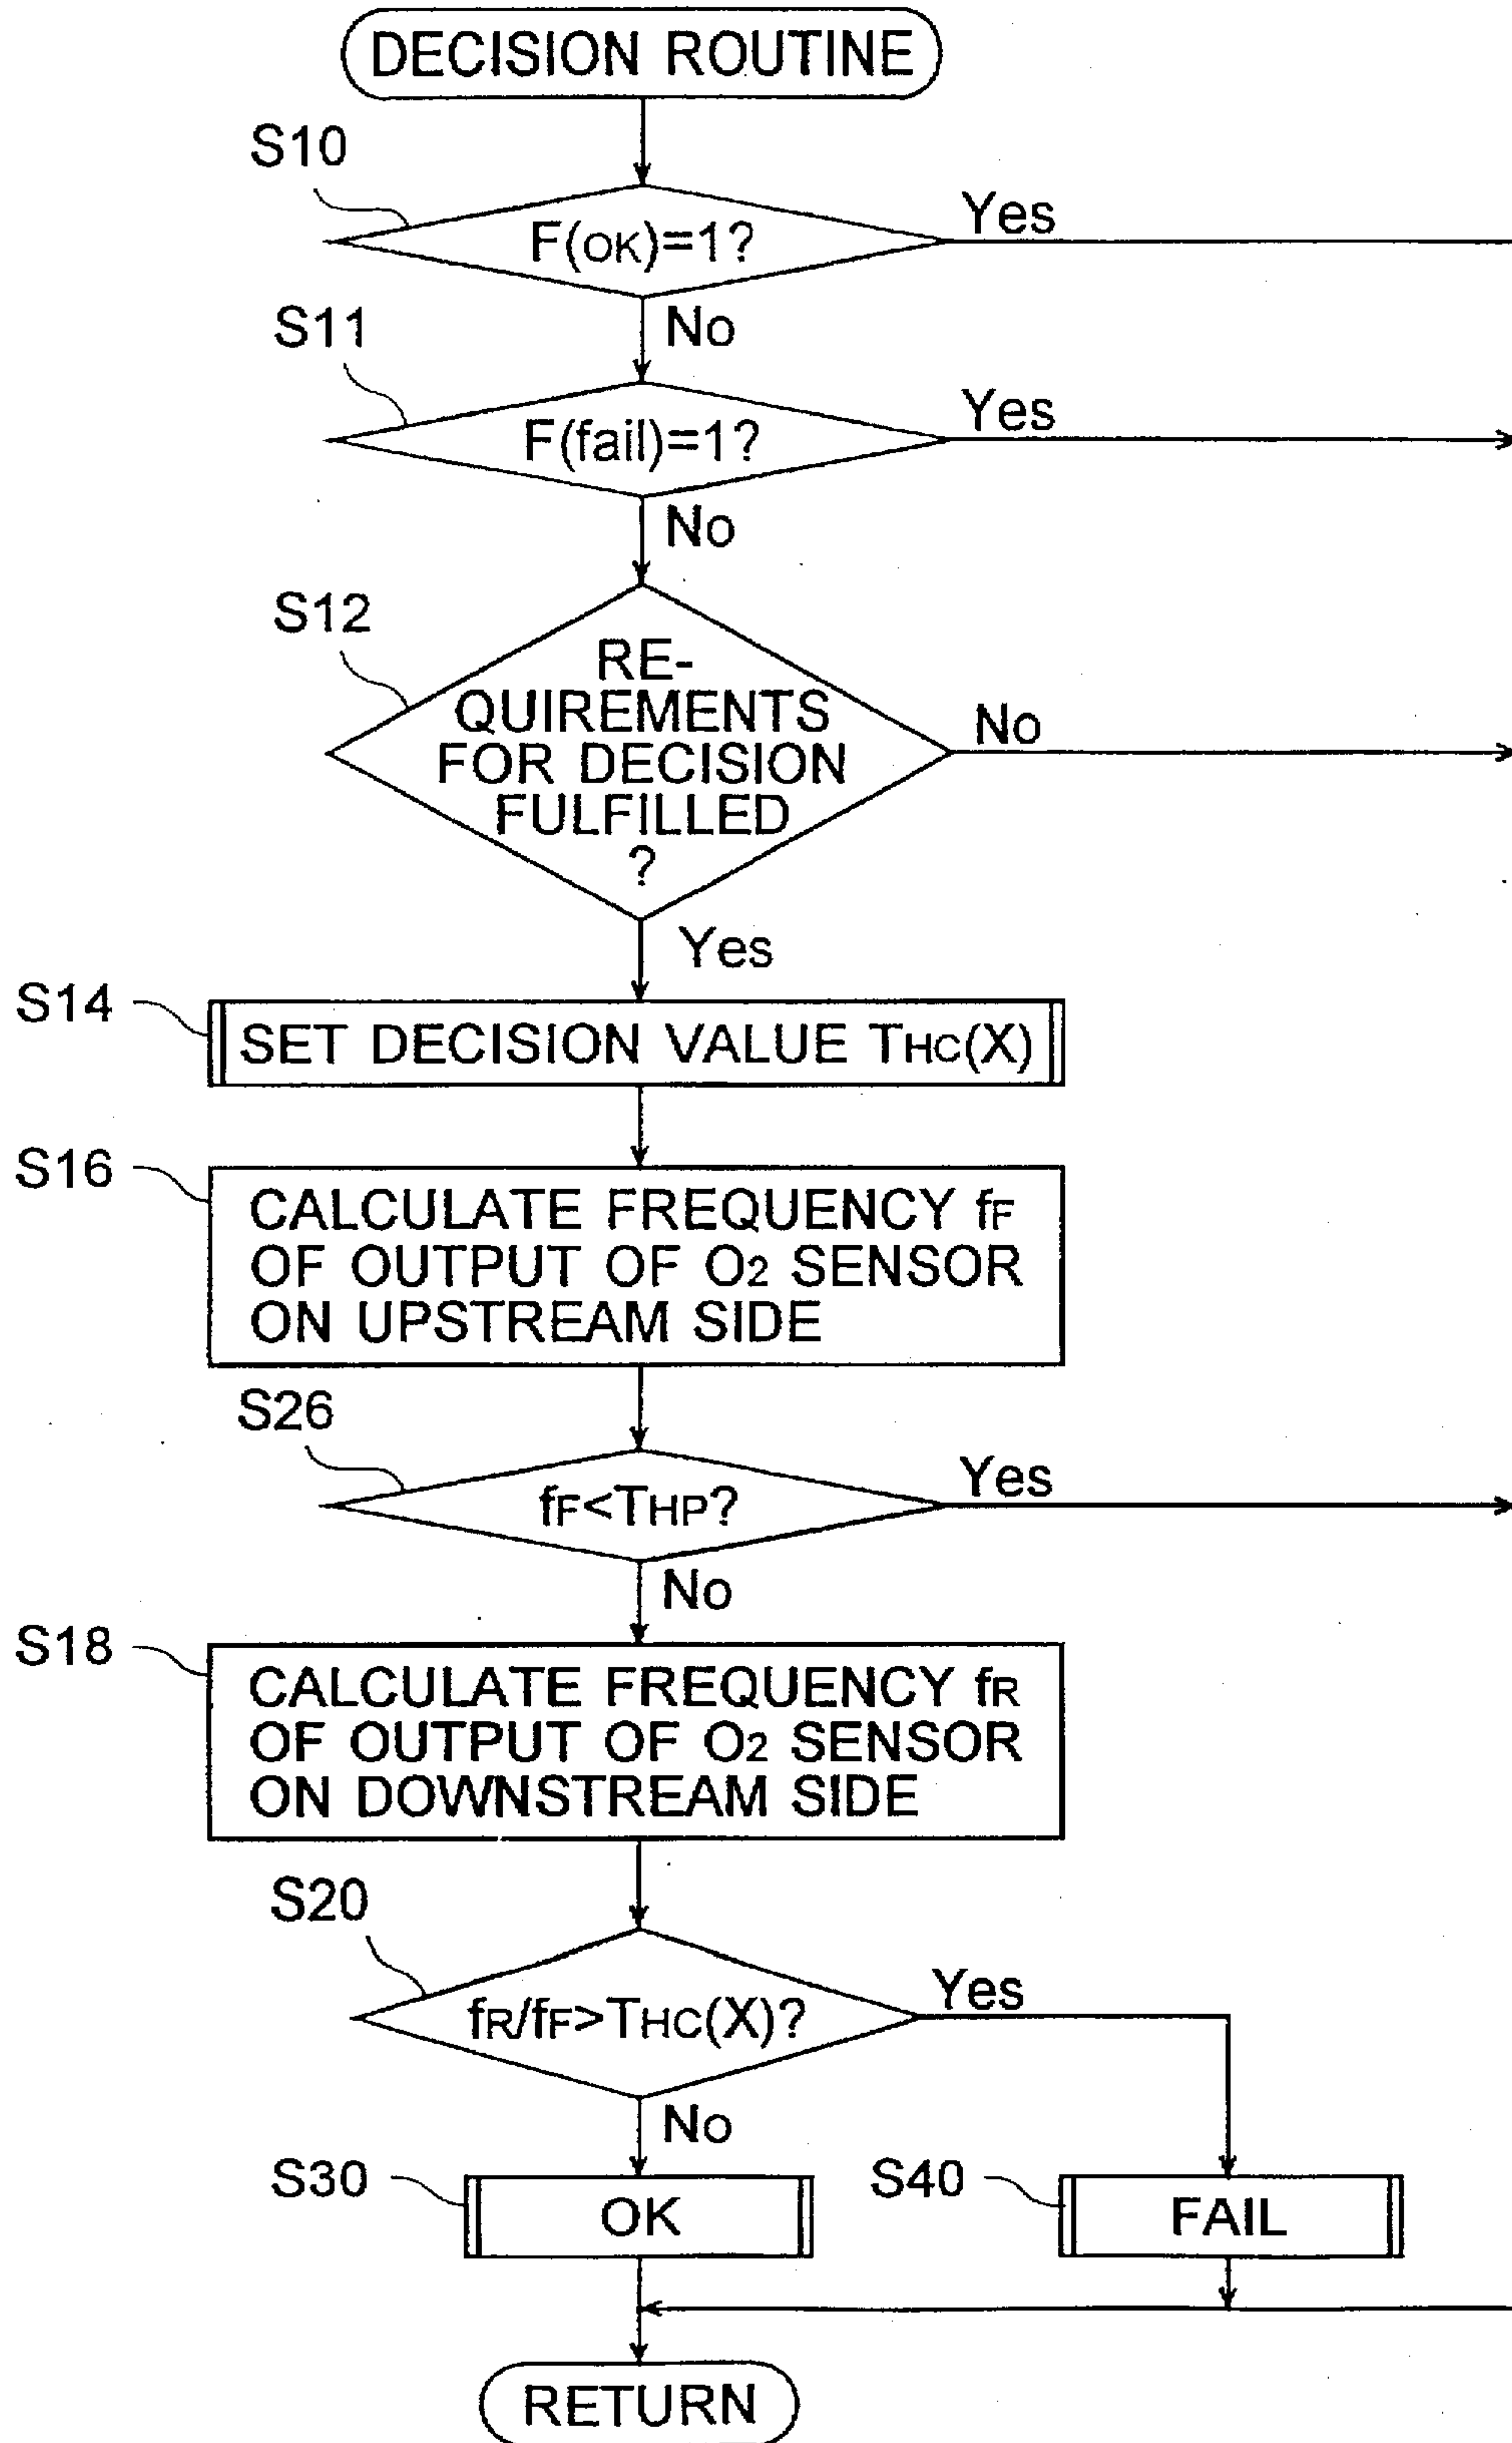 DECISION ROUTINE
S10
F(OK)=1?
Yes
No
S11
F(fail)=1?
Yes
No
S12
RE-
QUIREMENTS
FOR DECISION
FULFILLED
?
No
Yes
S14
SET DECISION VALUE THC(X)
S16
CALCULATE FREQUENCY fF
OF OUTPUT OF O2 SENSOR
ON UPSTREAM SIDE
S26
fF<THP?
Yes
No
S18
CALCULATE FREQUENCY fR
OF OUTPUT OF O2 SENSOR
ON DOWNSTREAM SIDE
S20
fR/fF>THC(X)?
Yes
No
S30
OK
S40
FAIL
RETURN